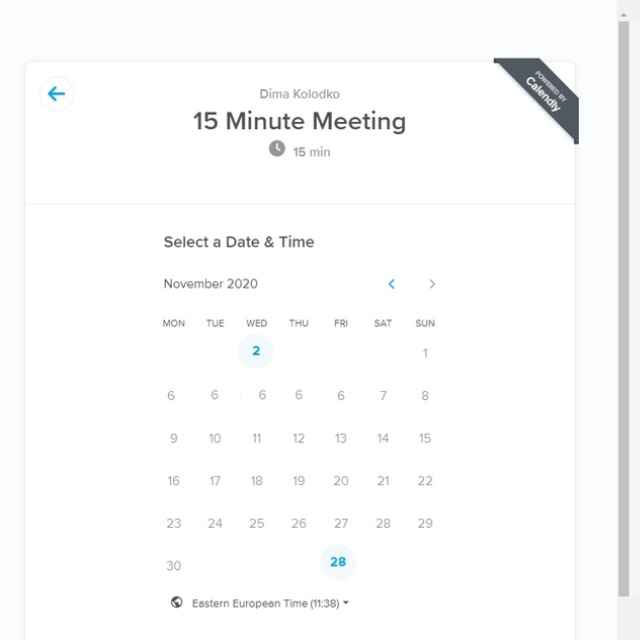 Dima Kolodko
POWERED BY
Calendly
15 Minute Meeting
15 min
Select a Date & Time
November 2020
MON TUE WED THU FRI SAT SUN
2 1
6 6 6 6 6 7 8
9 10 11 12 13 14 15
16 17 18 19 20 21 22
23 24 25 26 27 28 29
30 28
Eastern European Time (11:38)